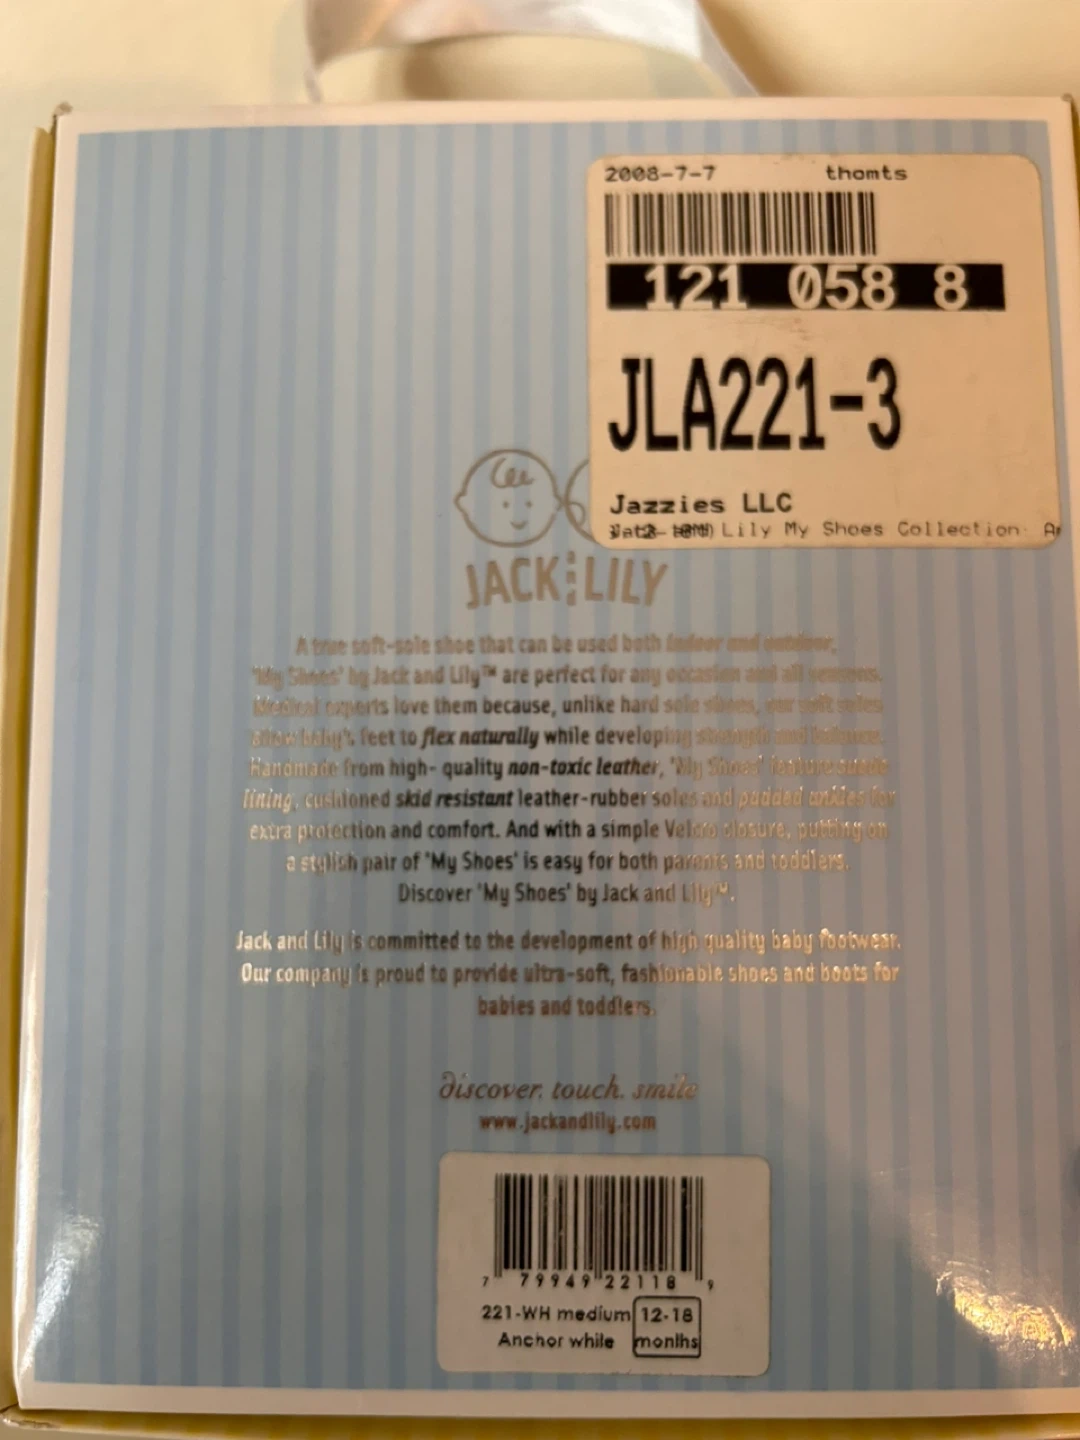 2008-7-7 thomts
121 058 8
JLA221-3
Jazzies LLC
Lily My Shoes Collection
JACK and LILY
A true soft-sole shoe that can be used both indoor and outdoor,
'My Shoes' by Jack and Lily™ are perfect for any occasion and all seasons.
Medical experts love them because, unlike hard sole shoes, our soft soles
allow baby's feet to flex naturally while developing strength and balance.
Handmade from high- quality non-toxic leather, 'My Shoes' feature suede
lining, cushioned skid resistant leather-rubber soles and padded ankles for
extra protection and comfort. And with a simple Velcro closure, putting on
a stylish pair of 'My Shoes' is easy for both parents and toddlers.
Discover 'My Shoes' by Jack and Lily™.
Jack and Lily is committed to the development of high quality baby footwear.
Our company is proud to provide ultra-soft, fashionable shoes and boots for
babies and toddlers.
discover. touch. smile
www.jackandlily.com
7 79949 22118 9
221-WH medium 12-18
Anchor white months